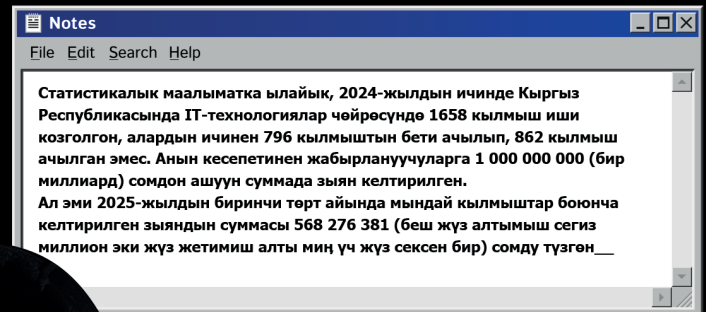 Notes
File Edit Search Help
Статистикалык маалыматка ылайык, 2024-жылдын ичинде Кыргыз
Республикасында IT-технологиялар чөйрөсүндө 1658 кылмыш иши
козголгон, алардын ичинен 796 кылмыштын бети ачылып, 862 кылмыш
ачылган эмес. Анын кесепетинен жабырлануучуларга 1 000 000 000 (бир
миллиард) сомдон ашуун суммада зыян келтирилген.
Ал эми 2025-жылдын биринчи төрт айында мындай кылмыштар боюнча
келтирилген зыяндын суммасы 568 276 381 (беш жүз алтымыш сегиз
миллион эки жүз жетимиш алты миң үч жүз сексен бир) сомду түзгөн__